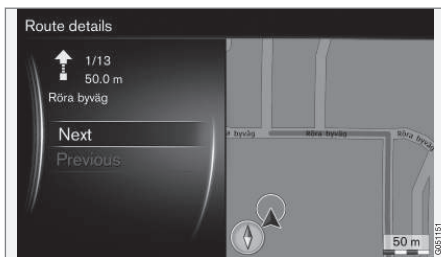 Route details
1/13
50.0 m
Röra byväg
Next
Previous
byväg
Röra byväg
Röra byväg
50 m
G051151